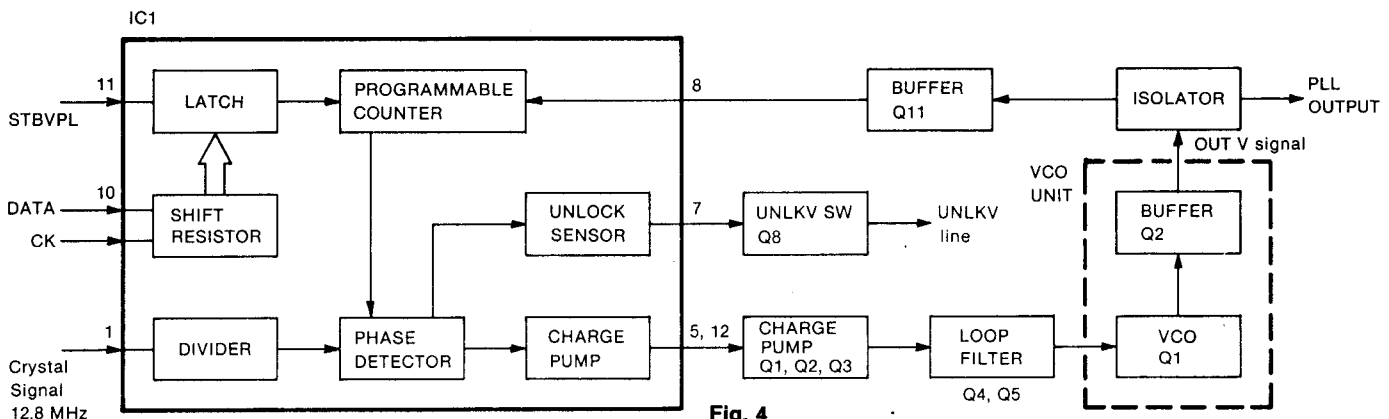 IC1
11
STBVPL
LATCH
PROGRAMMABLE
COUNTER
8
BUFFER
Q11
ISOLATOR
PLL
OUTPUT
OUT V signal
10
DATA
CK
SHIFT
RESISTOR
UNLOCK
SENSOR
7
UNLKV SW
Q8
UNLKV
line
VCO
UNIT
BUFFER
Q2
1
Crystal
Signal
12.8 MHz
DIVIDER
PHASE
DETECTOR
CHARGE
PUMP
5, 12
CHARGE
PUMP
Q1, Q2, Q3
LOOP
FILTER
Q4, Q5
VCO
Q1
Fig. 4